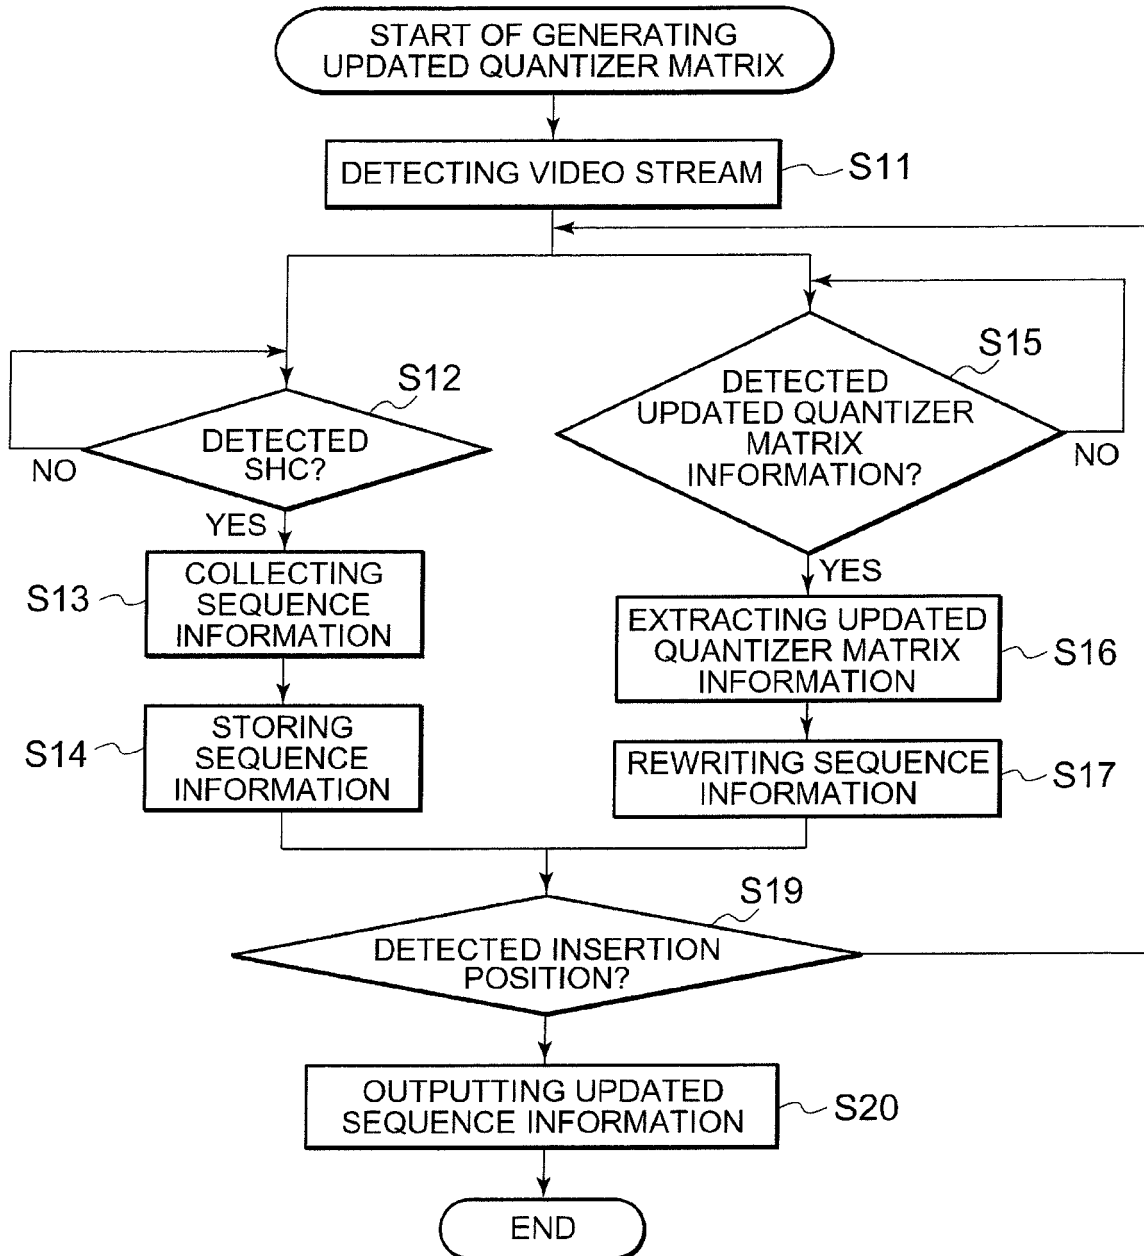 START OF GENERATING
UPDATED QUANTIZER MATRIX
DETECTING VIDEO STREAM
S11
S12
DETECTED
SHC?
NO
YES
S13
COLLECTING
SEQUENCE
INFORMATION
S14
STORING
SEQUENCE
INFORMATION
S15
DETECTED
UPDATED QUANTIZER
MATRIX
INFORMATION?
NO
YES
EXTRACTING UPDATED
QUANTIZER MATRIX
INFORMATION
S16
REWRITING SEQUENCE
INFORMATION
S17
S19
DETECTED INSERTION
POSITION?
OUTPUTTING UPDATED
SEQUENCE INFORMATION
S20
END